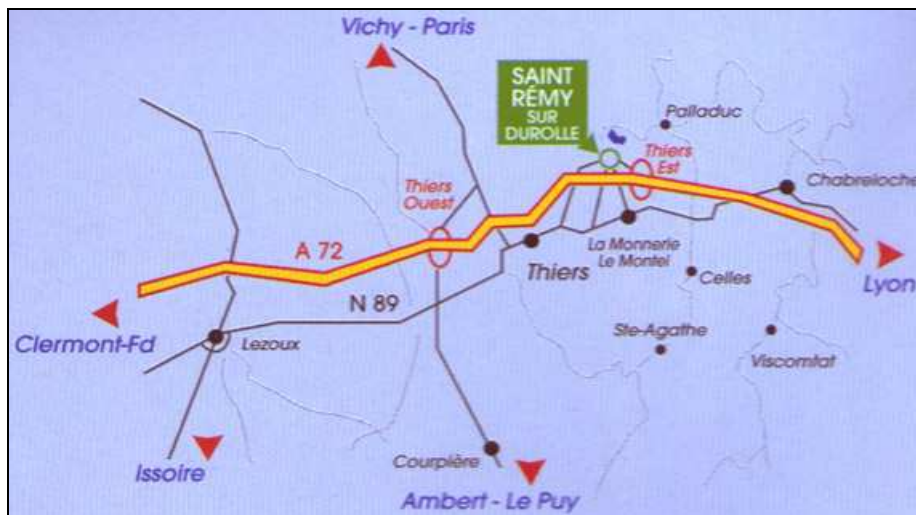 Vichy - Paris
SAINT
RÉMY
SUR
DUROLLE
Palladuc
Thiers
Est
Chabreloche
Thiers
Ouest
A 72
La Monnerie
Le Montel
Thiers
Lyon
Celles
N 89
Clermont-Fd
Lezoux
Ste-Agathe
Viscomtat
Issoire
Courpière
Ambert - Le Puy